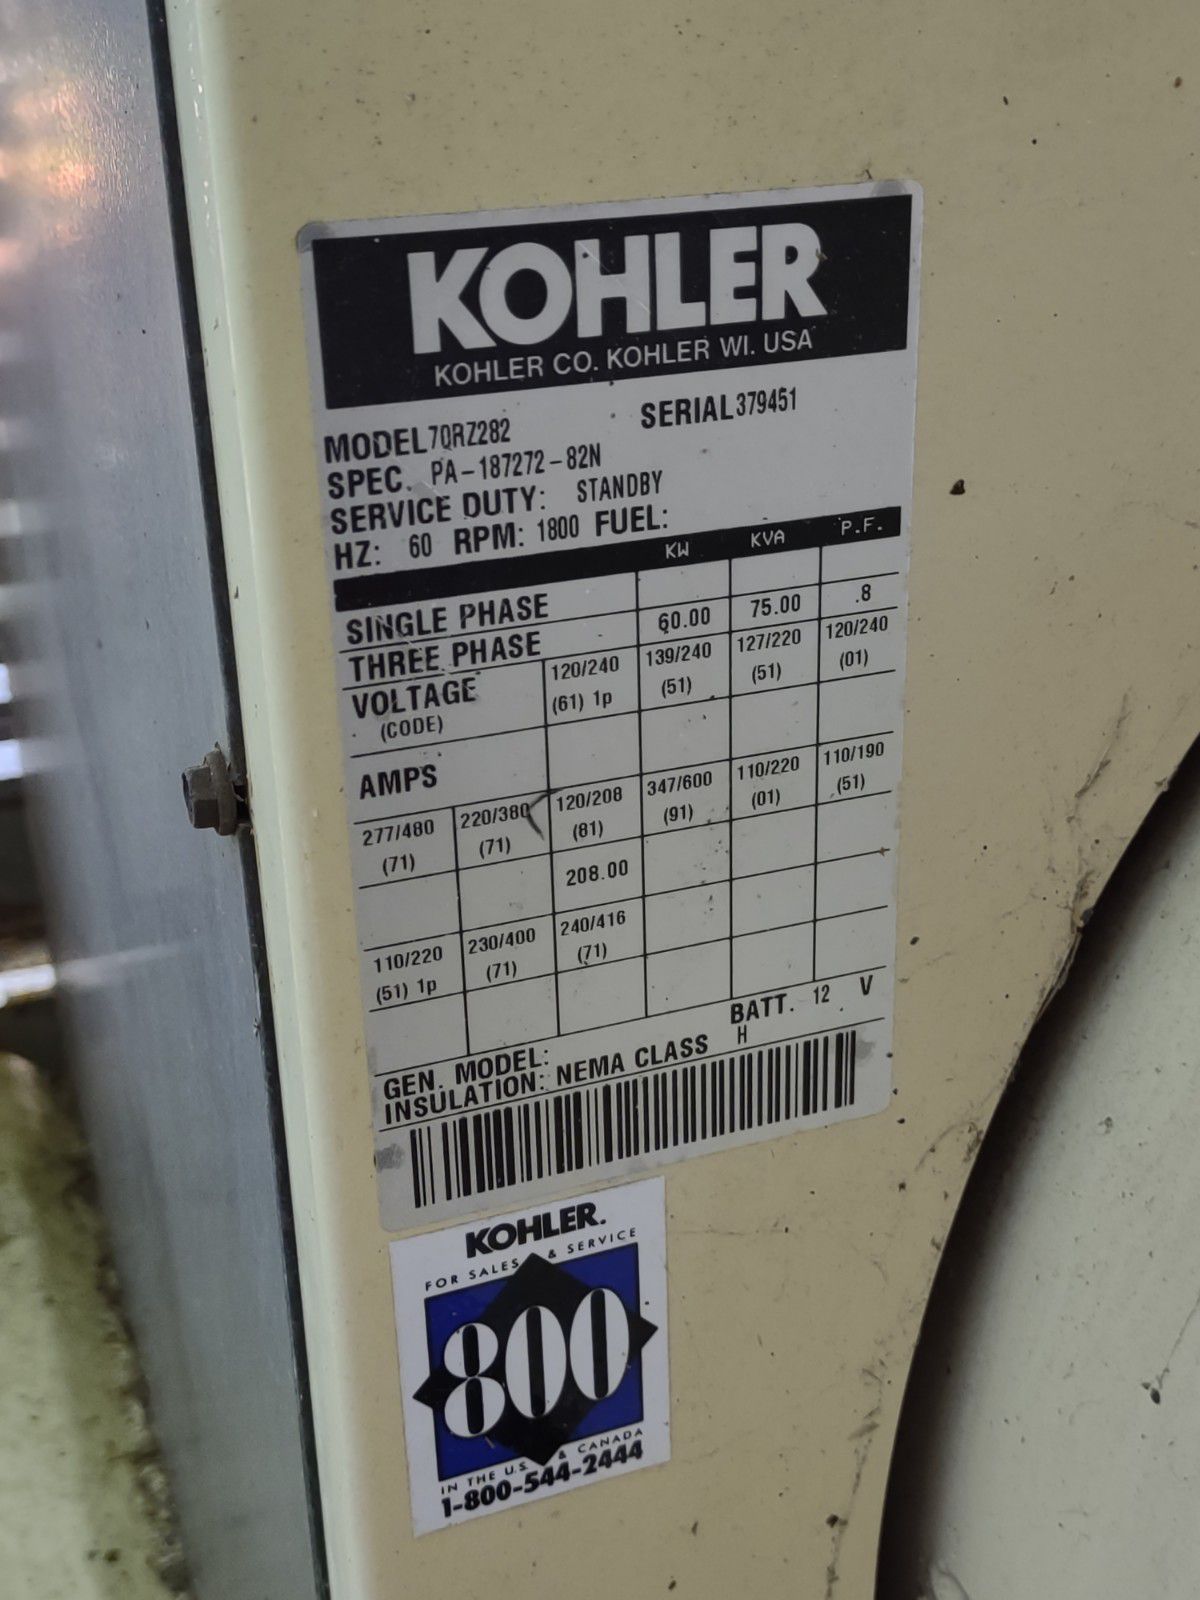 KOHLER
KOHLER CO. KOHLER WI. USA
MODEL 70RZ282 SERIAL 379451
SPEC. PA-187272-82N
SERVICE DUTY: STANDBY
HZ: 60 RPM: 1800 FUEL:
KW KVA P.F.
SINGLE PHASE
THREE PHASE 60.00 75.00 .8
VOLTAGE 120/240 139/240 127/220 120/240
(CODE) (61) 1p (51) (51) (01)
AMPS
277/480 220/380 120/208 347/600 110/220 110/190
(71) (71) (81) (91) (01) (51)
208.00
110/220 230/400 240/416
(51) 1p (71) (71)
BATT. 12 V
GEN. MODEL:
INSULATION: NEMA CLASS H
KOHLER.
FOR SALES & SERVICE
800
IN THE U.S. & CANADA
1-800-544-2444